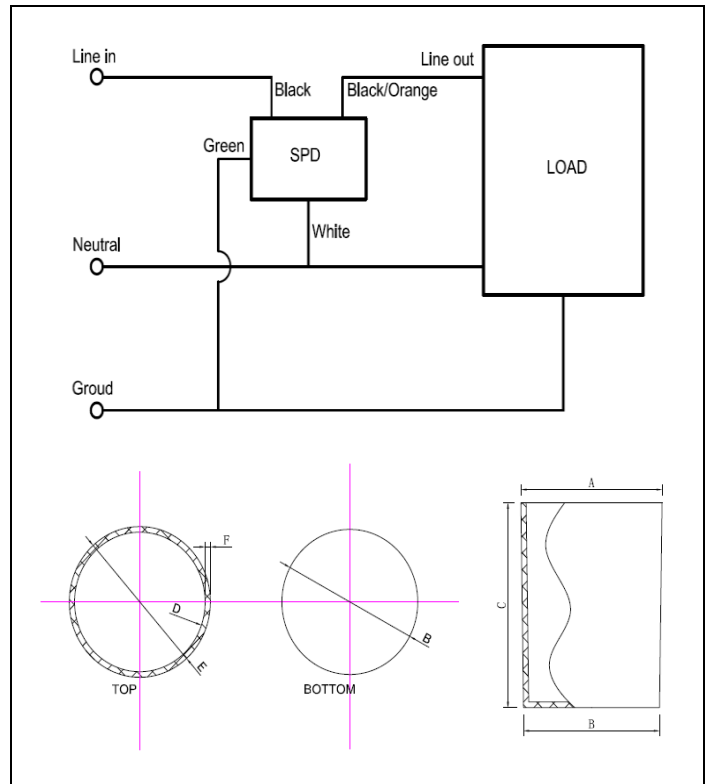 Line in
Line out
Black
Black/Orange
Green
SPD
LOAD
White
Neutral
Groud
A
F
D
C
B
E
TOP
BOTTOM
B